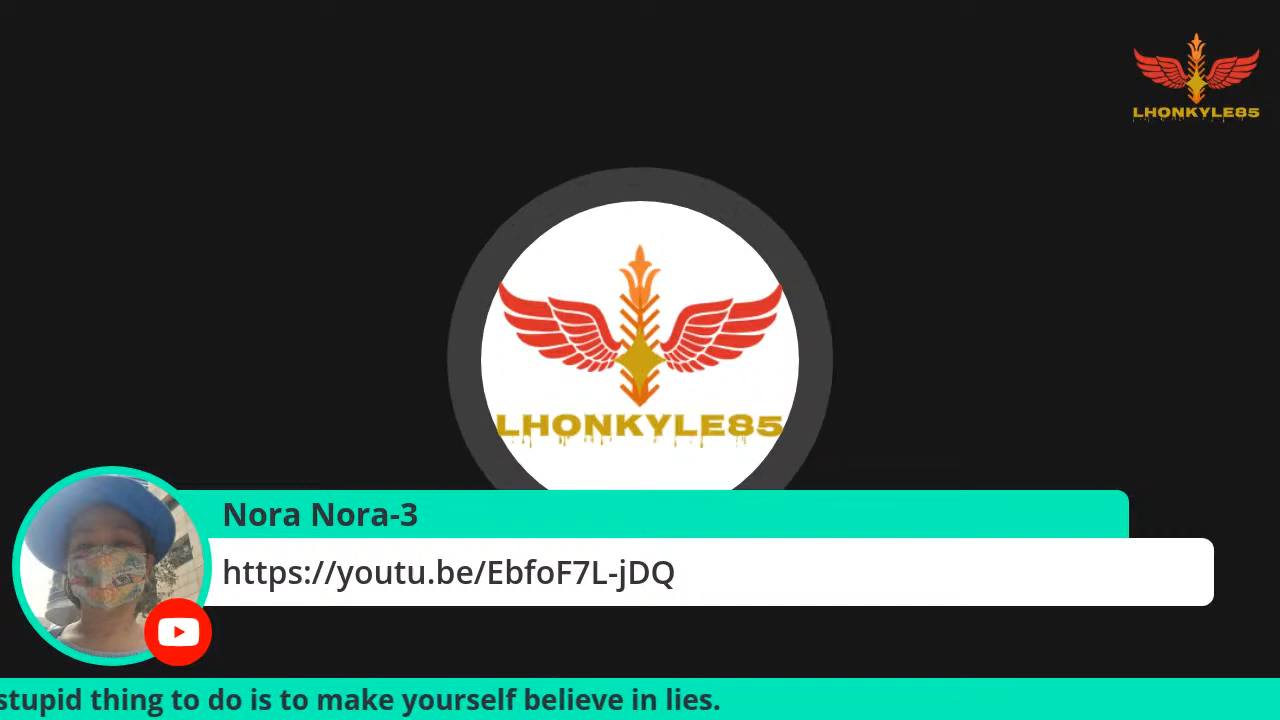 LHONKYLE85
LHONKYLE85
Nora Nora-3
https://youtu.be/EbfoF7L-jDQ
stupid thing to do is to make yourself believe in lies.